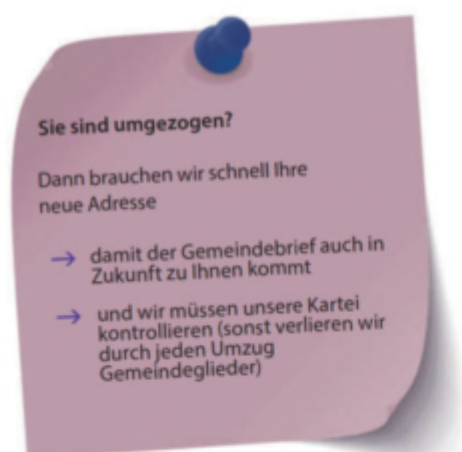 Sie sind umgezogen?
Dann brauchen wir schnell Ihre
neue Adresse
→ damit der Gemeindebrief auch in
Zukunft zu Ihnen kommt
→ und wir müssen unsere Kartei
kontrollieren (sonst verlieren wir
durch jeden Umzug
Gemeindeglieder)